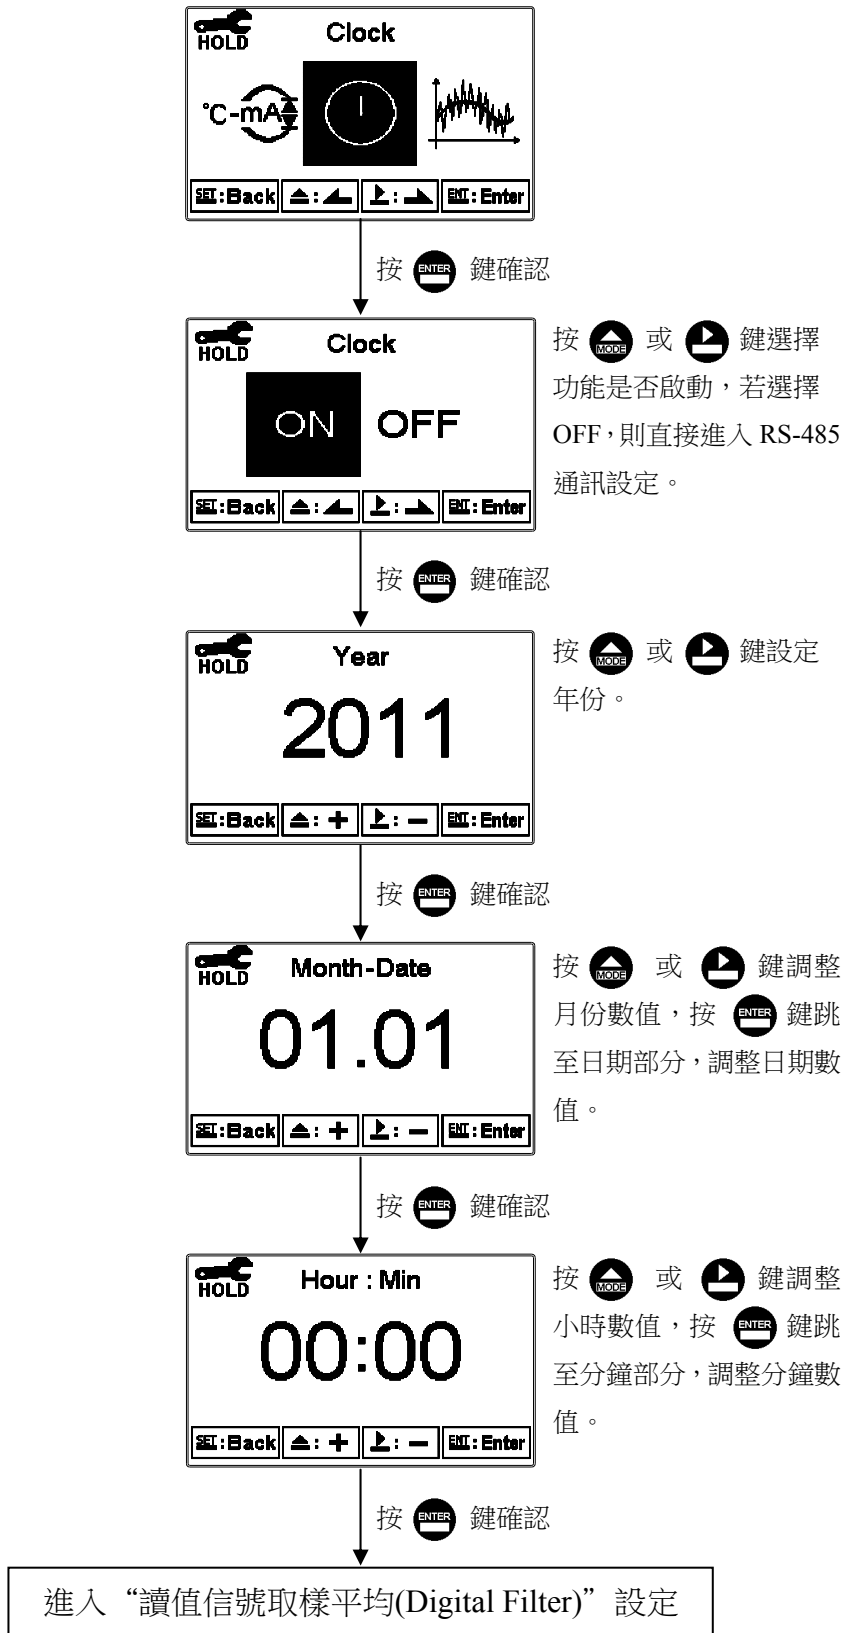 HOLD Clock
℃-mA
SET:Back ENT:Enter
按 ENTER 鍵確認
HOLD Clock
ON OFF
SET:Back ENT:Enter
按 MODE 或 鍵選擇
功能是否啟動，若選擇
OFF，則直接進入 RS-485
通訊設定。
按 ENTER 鍵確認
HOLD Year
2011
SET:Back : + : － ENT:Enter
按 MODE 或 鍵設定
年份。
按 ENTER 鍵確認
HOLD Month-Date
01.01
SET:Back : + : － ENT:Enter
按 MODE 或 鍵調整
月份數值，按 ENTER 鍵跳
至日期部分，調整日期數
值。
按 ENTER 鍵確認
HOLD Hour : Min
00:00
SET:Back : + : － ENT:Enter
按 MODE 或 鍵調整
小時數值，按 ENTER 鍵跳
至分鐘部分，調整分鐘數
值。
按 ENTER 鍵確認
進入“讀值信號取樣平均(Digital Filter)”設定